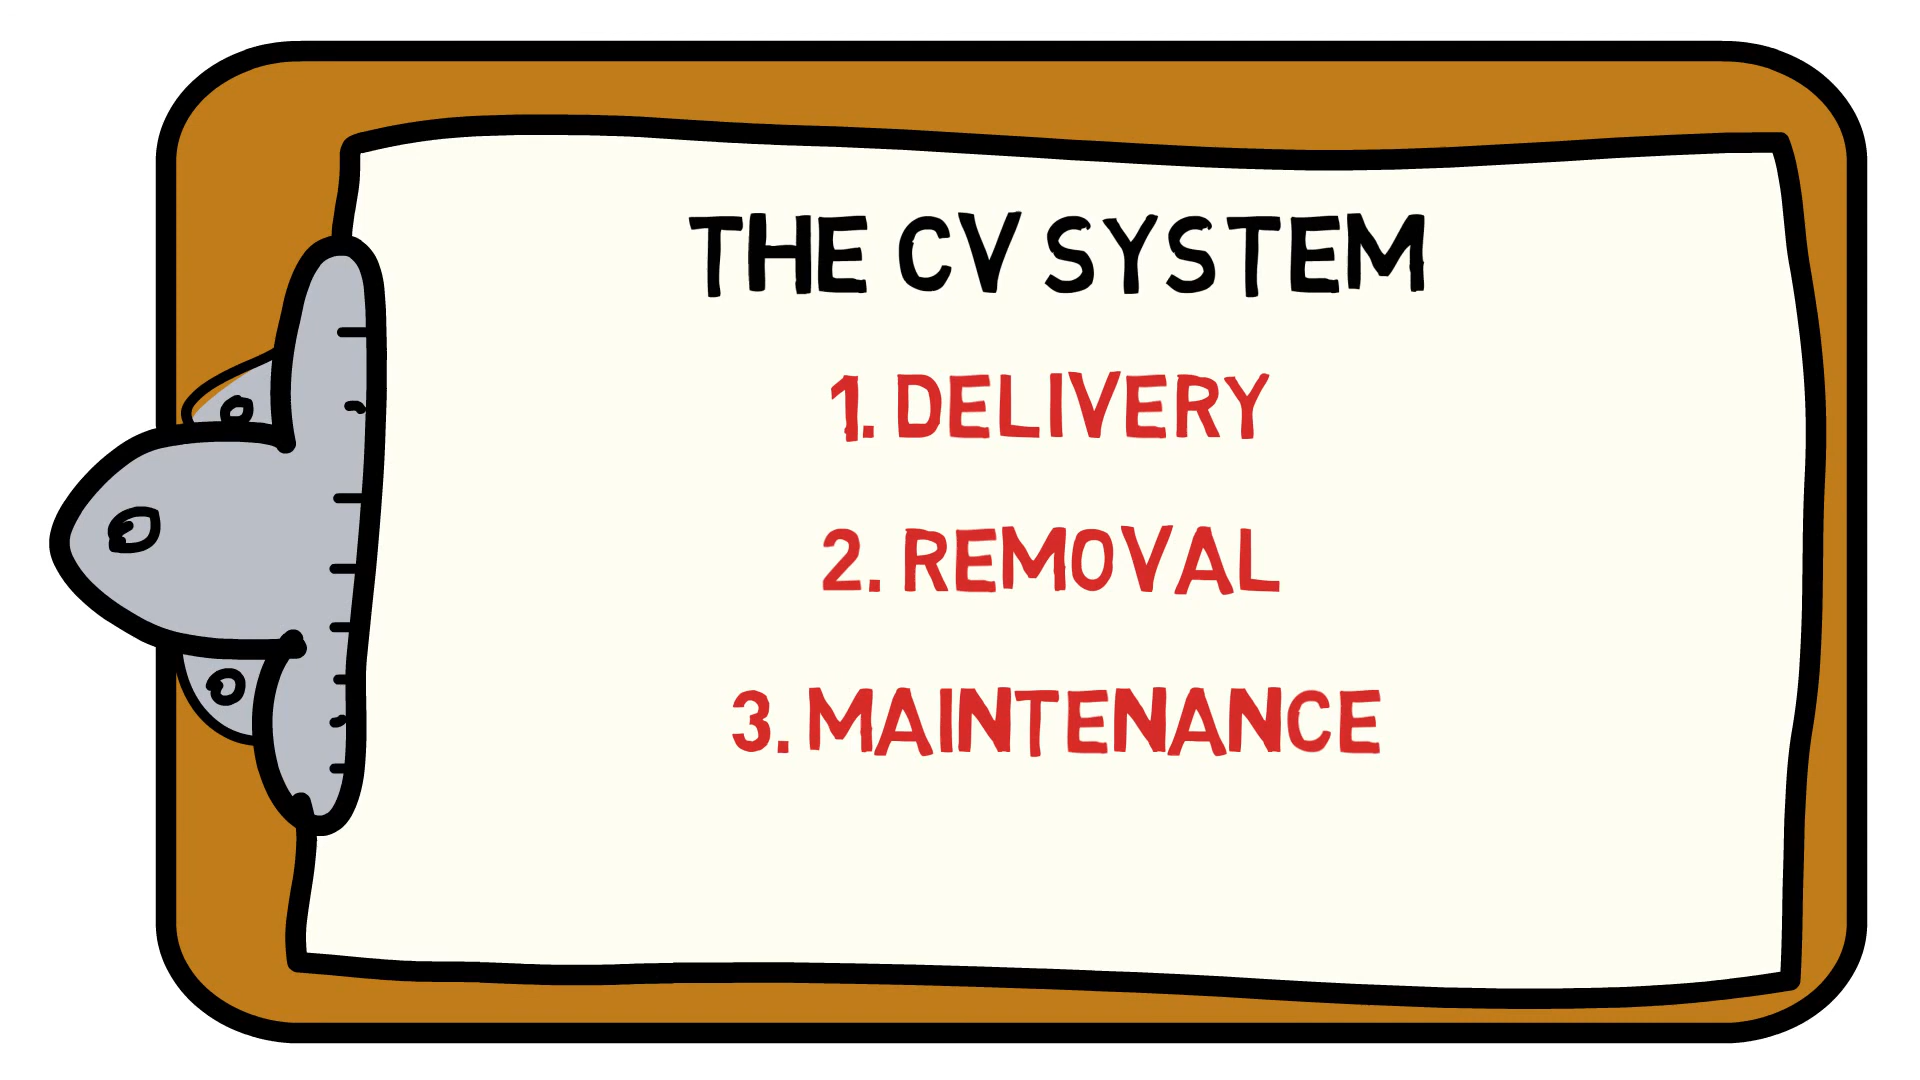 THE CV SYSTEM
1. DELIVERY
2. REMOVAL
3. MAINTENANCE